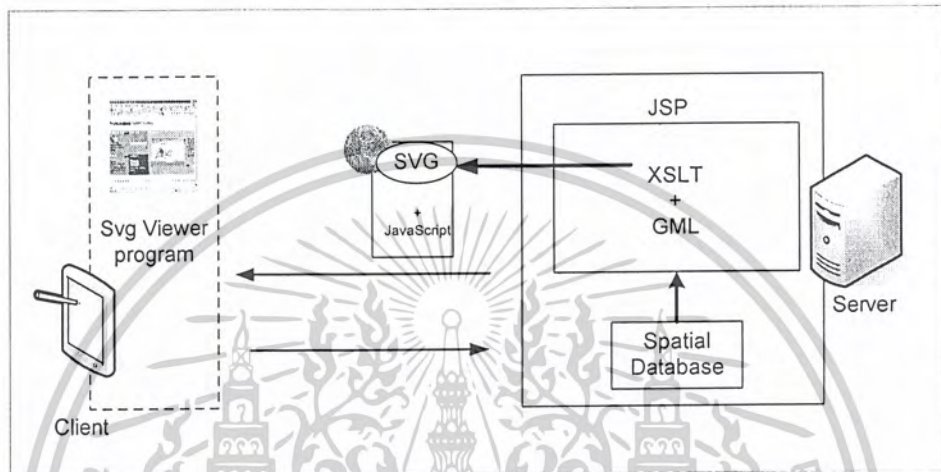 Svg Viewer
program
Client
SVG
+
JavaScript
JSP
XSLT
+
GML
Spatial
Database
Server